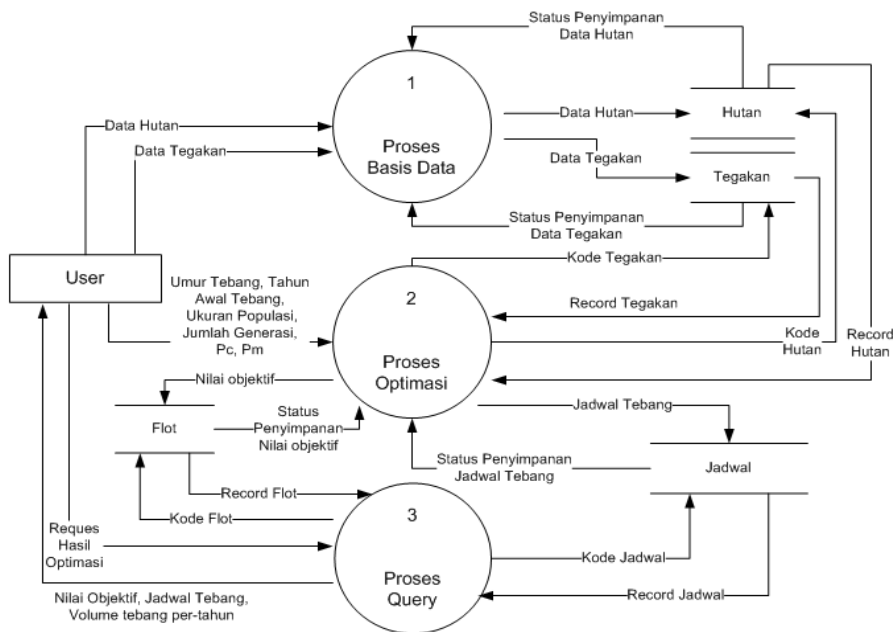 Status Penyimpanan
Data Hutan
1
Proses
Basis Data
Data Hutan
Data Tegakan
Data Hutan
Hutan
Data Tegakan
Tegakan
Status Penyimpanan
Data Tegakan
Kode Tegakan
User
Umur Tebang, Tahun
Awal Tebang,
Ukuran Populasi,
Jumlah Generasi,
Pc, Pm
2
Proses
Optimasi
Record Tegakan
Kode
Hutan
Record
Hutan
Nilai objektif
Flot
Status
Penyimpanan
Nilai objektif
Jadwal Tebang
Status Penyimpanan
Jadwal Tebang
Jadwal
Record Flot
Kode Flot
3
Proses
Query
Reques
Hasil
Optimasi
Kode Jadwal
Record Jadwal
Nilai Objektif, Jadwal Tebang,
Volume tebang per-tahun